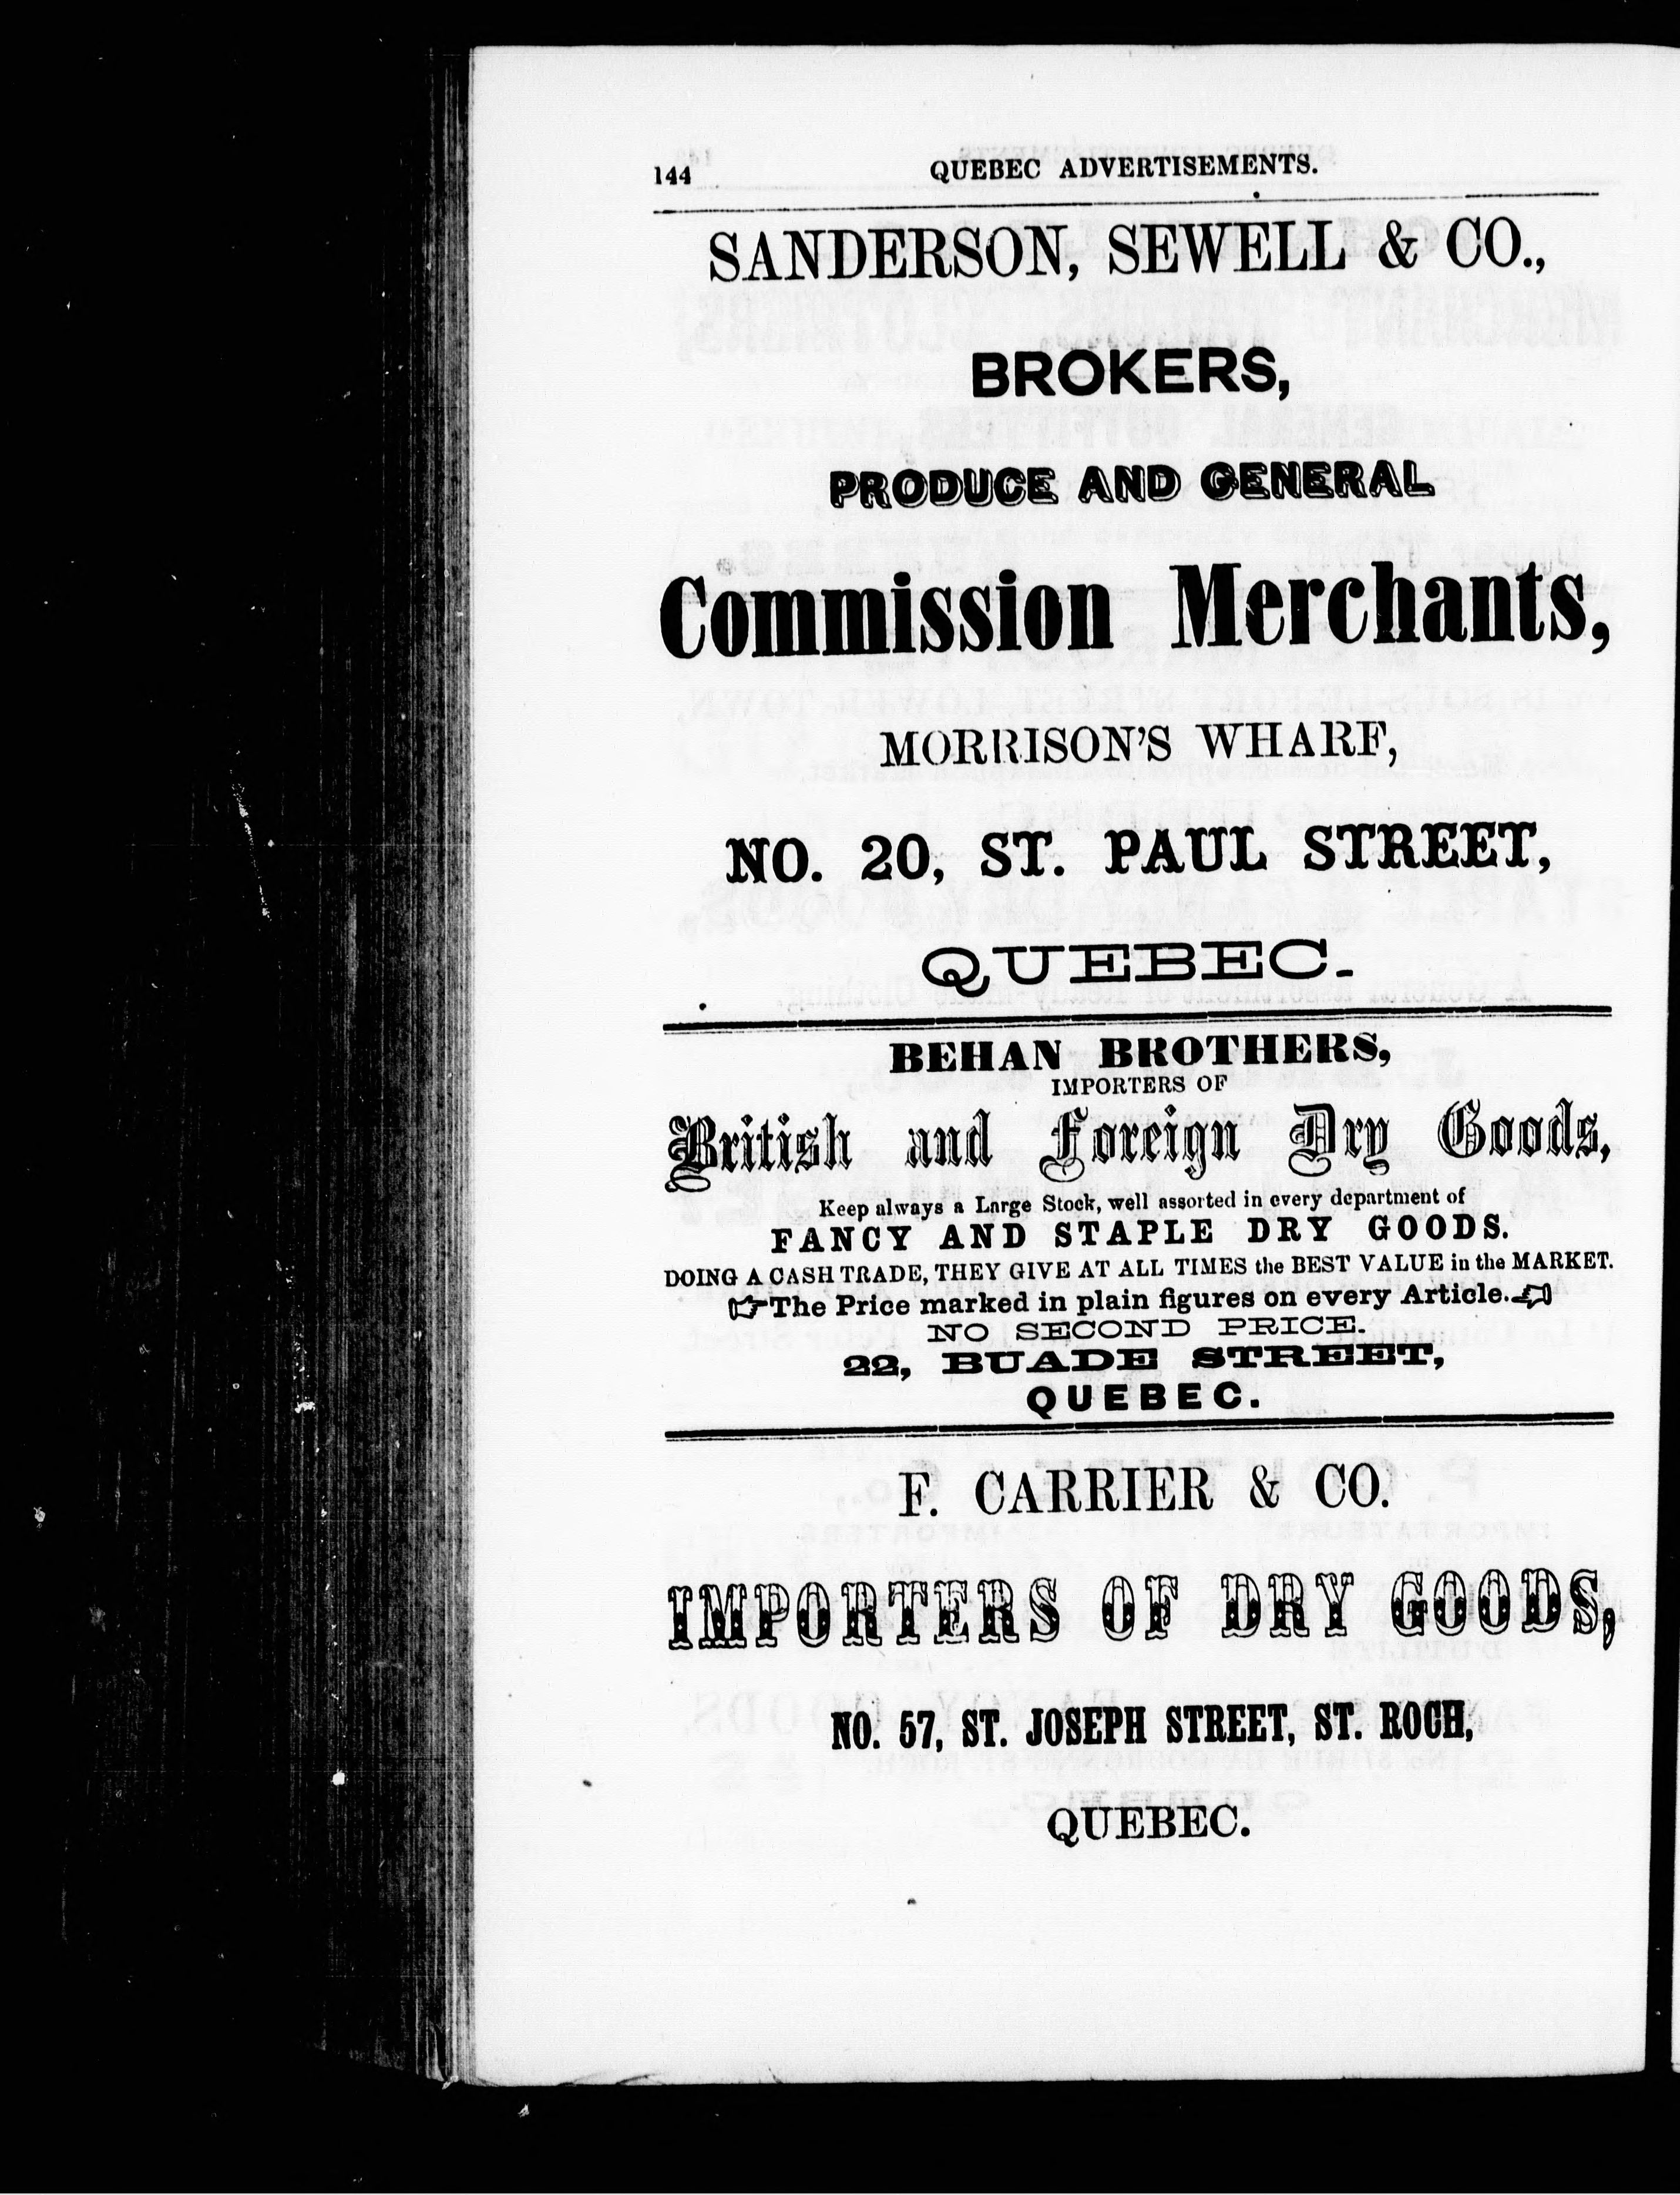 144
QUEBEC ADVERTISEMENTS.
SANDERSON, SEWELL & CO.,
BROKERS,
PRODUCE AND GENERAL
Commission Merchants,
MORRISON'S WHARF,
NO. 20, ST. PAUL STREET,
QUEBEC.
BEHAN BROTHERS,
IMPORTERS OF
British and Foreign Dry Goods,
Keep always a Large Stock, well assorted in every department of
FANCY AND STAPLE DRY GOODS.
DOING A CASH TRADE, THEY GIVE AT ALL TIMES the BEST VALUE in the MARKET.
☞The Price marked in plain figures on every Article.☜
NO SECOND PRICE.
22, BUADE STREET,
QUEBEC.
F. CARRIER & CO.
IMPORTERS OF DRY GOODS,
NO. 57, ST. JOSEPH STREET, ST. ROCH,
QUEBEC.